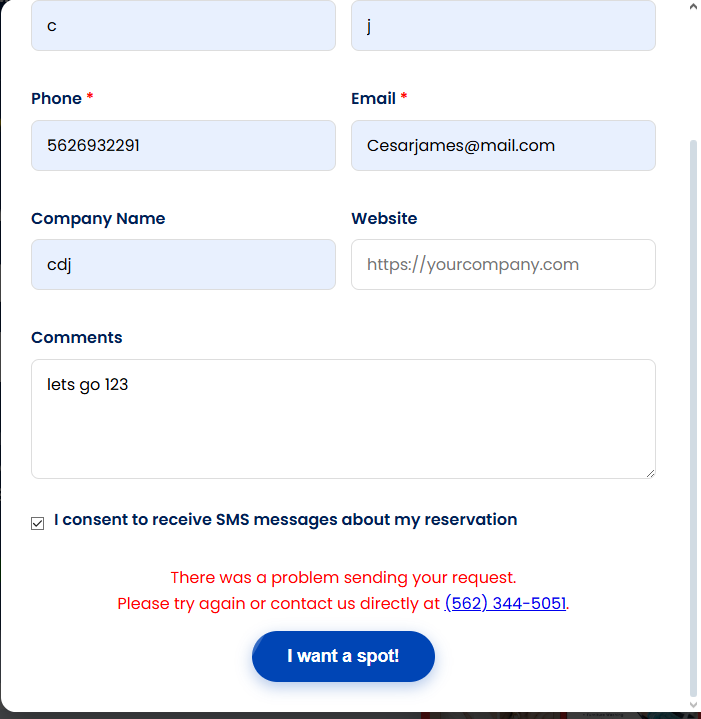 c
j
Phone *
Email *
5626932291
Cesarjames@mail.com
Company Name
Website
cdj
https://yourcompany.com
Comments
lets go 123
I consent to receive SMS messages about my reservation
There was a problem sending your request.
Please try again or contact us directly at (562) 344-5051.
I want a spot!